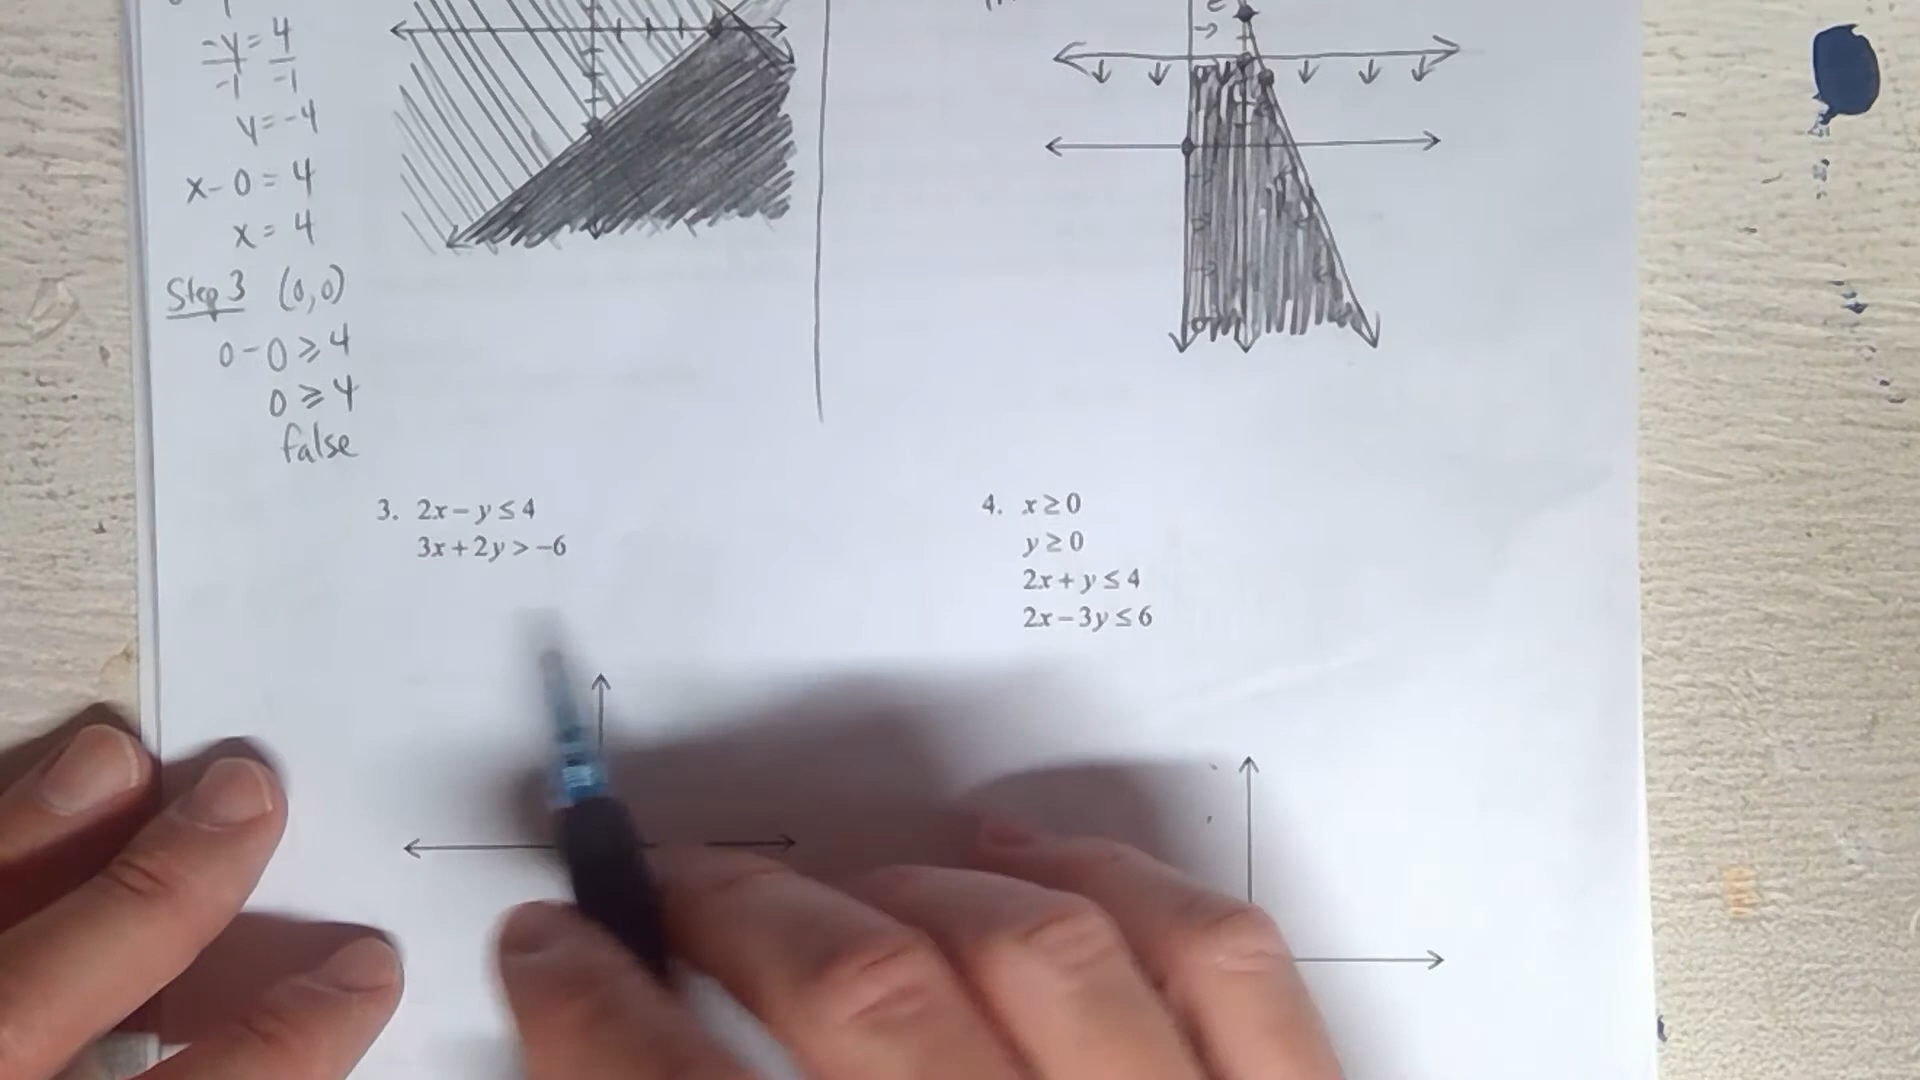 -y = 4
-1 -1
y = -4
x - 0 = 4
x = 4
Step 3 (0,0)
0 - 0 ≥ 4
0 ≥ 4
false
3. 2x – y ≤ 4
3x + 2y > –6
4. x ≥ 0
y ≥ 0
2x + y ≤ 4
2x – 3y ≤ 6